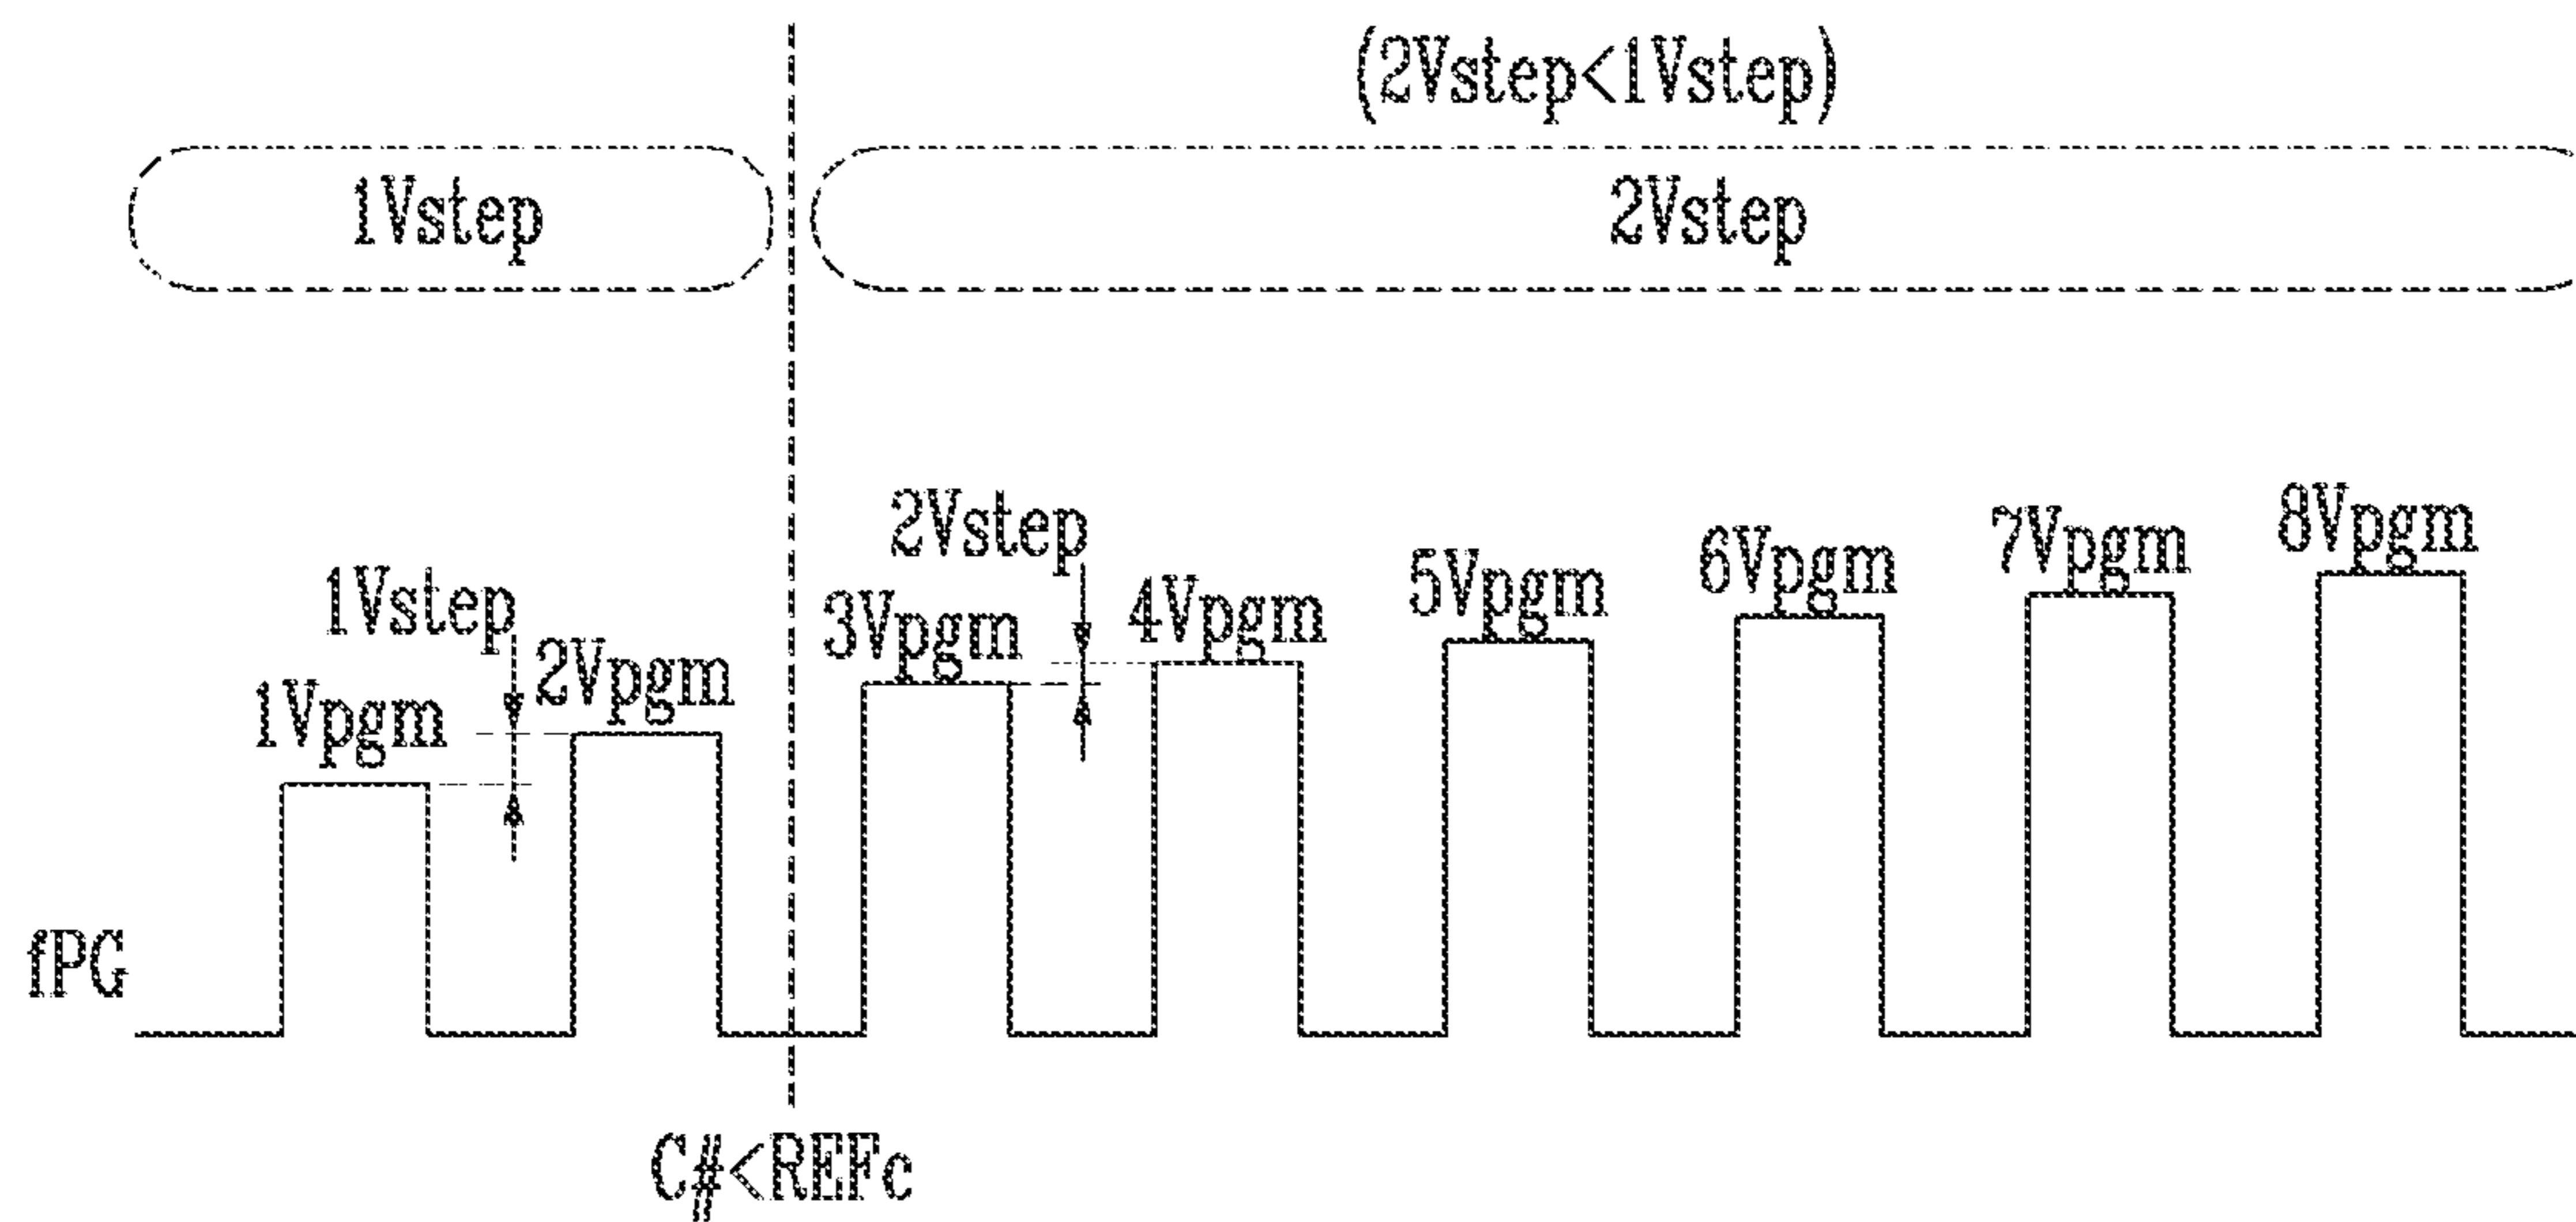 (2Vstep<1Vstep)
1Vstep
2Vstep
1Vstep
1Vpgm
2Vpgm
2Vstep
3Vpgm
4Vpgm
5Vpgm
6Vpgm
7Vpgm
8Vpgm
fPG
C#<REFc